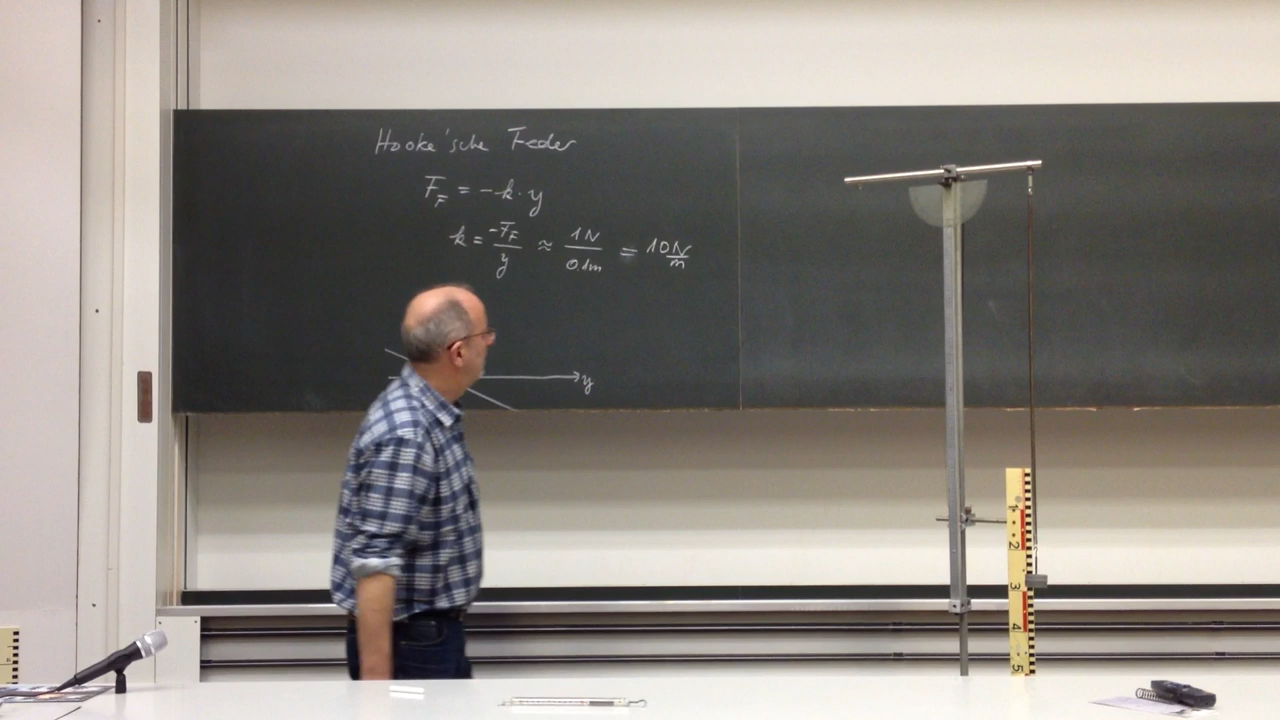 Hooke'sche Feder
F_F = -k·y
k = -F_F/y ≈ 1N/0.1m = 10 N/m
y
1
2
3
4
5